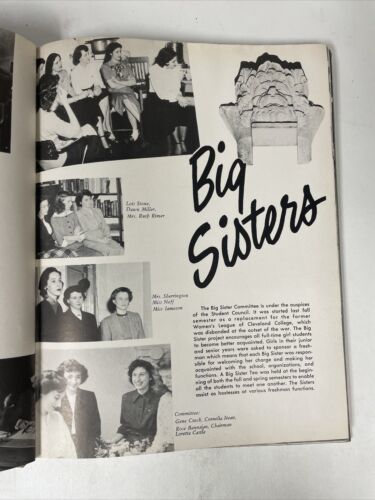 Big
Sisters
Lois Stone,
Dawn Miller,
Mrs. Ruth Rimer
Mrs. Sherrington
Miss Neff
Miss Jameson
The Big Sister Committee is under the auspices
of the Student Council. It was started last fall
semester as a replacement for the former
Women's League of Cleveland College, which
was disbanded at the outset of the war. The
Big Sister project encourages all full-time girl students
to become better acquainted. Girls in their junior
and senior years were asked to sponsor a fresh-
man which means that each Big Sister was respon-
sible for welcoming her charge and making her
acquainted with the school, organizations, and
functions. A Big Sister Tea was held at the begin-
ning of both the fall and spring semesters to enable
all the students to meet one another. The Sisters
assist as hostesses at various freshman functions.
Committee:
Gene Czech, Cornelia
Rose Bannajan, Chairman
Loretta Castle